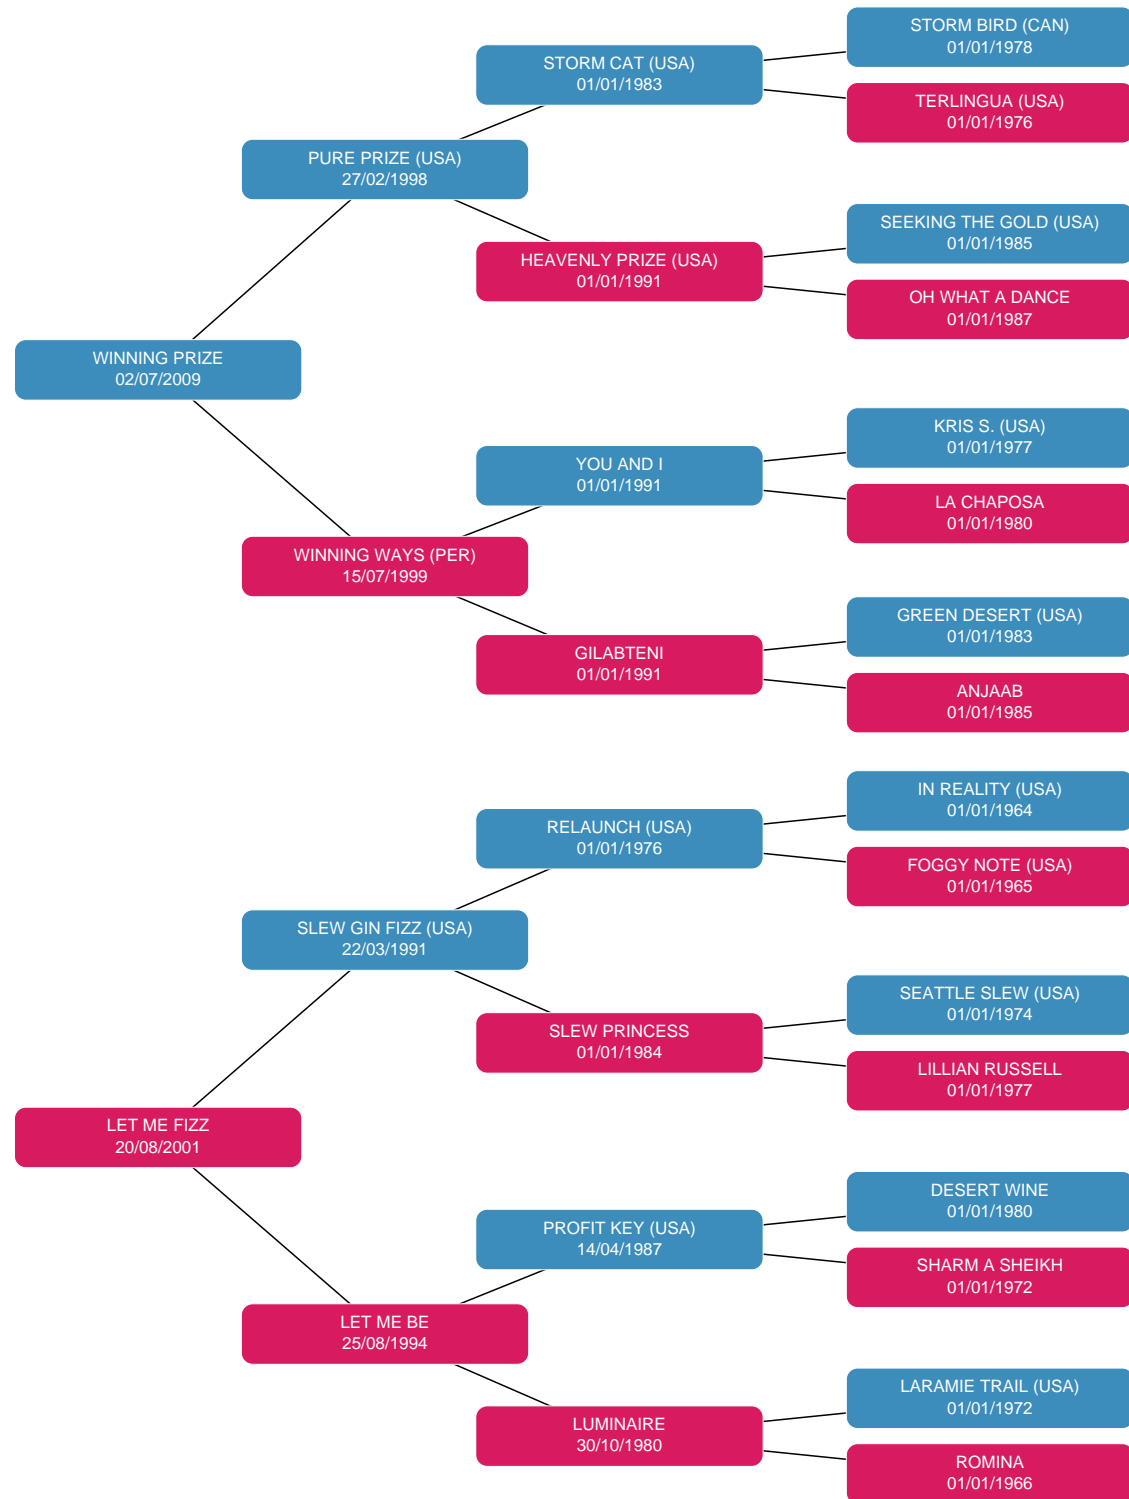 STORM BIRD (CAN)
01/01/1978
STORM CAT (USA)
01/01/1983
TERLINGUA (USA)
01/01/1976
PURE PRIZE (USA)
27/02/1998
SEEKING THE GOLD (USA)
01/01/1985
HEAVENLY PRIZE (USA)
01/01/1991
OH WHAT A DANCE
01/01/1987
WINNING PRIZE
02/07/2009
KRIS S. (USA)
01/01/1977
YOU AND I
01/01/1991
LA CHAPOSA
01/01/1980
WINNING WAYS (PER)
15/07/1999
GREEN DESERT (USA)
01/01/1983
GILABTENI
01/01/1991
ANJAAB
01/01/1985
IN REALITY (USA)
01/01/1964
RELAUNCH (USA)
01/01/1976
FOGGY NOTE (USA)
01/01/1965
SLEW GIN FIZZ (USA)
22/03/1991
SEATTLE SLEW (USA)
01/01/1974
SLEW PRINCESS
01/01/1984
LILLIAN RUSSELL
01/01/1977
LET ME FIZZ
20/08/2001
DESERT WINE
01/01/1980
PROFIT KEY (USA)
14/04/1987
SHARM A SHEIKH
01/01/1972
LET ME BE
25/08/1994
LARAMIE TRAIL (USA)
01/01/1972
LUMINAIRE
30/10/1980
ROMINA
01/01/1966